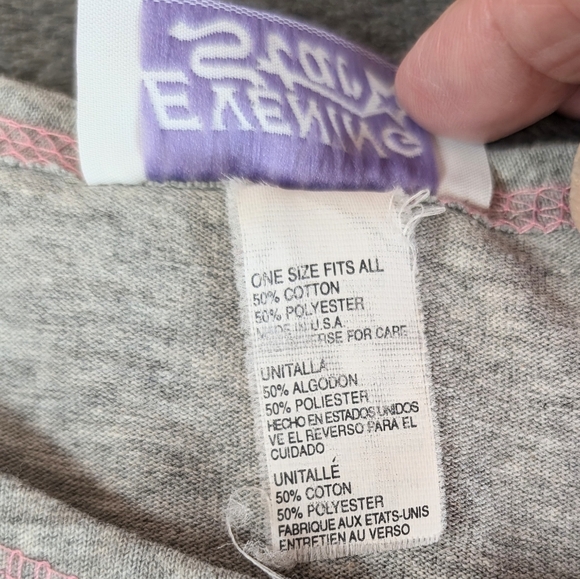 EVENING
Star
ONE SIZE FITS ALL
50% COTTON
50% POLYESTER
MADE IN U.S.A.
REVERSE FOR CARE
UNITALLA
50% ALGODON
50% POLIESTER
HECHO EN ESTADOS UNIDOS
VE EL REVERSO PARA EL
CUIDADO
UNITALLÉ
50% COTON
50% POLYESTER
FABRIQUE AUX ETATS-UNIS
ENTRETIEN AU VERSO